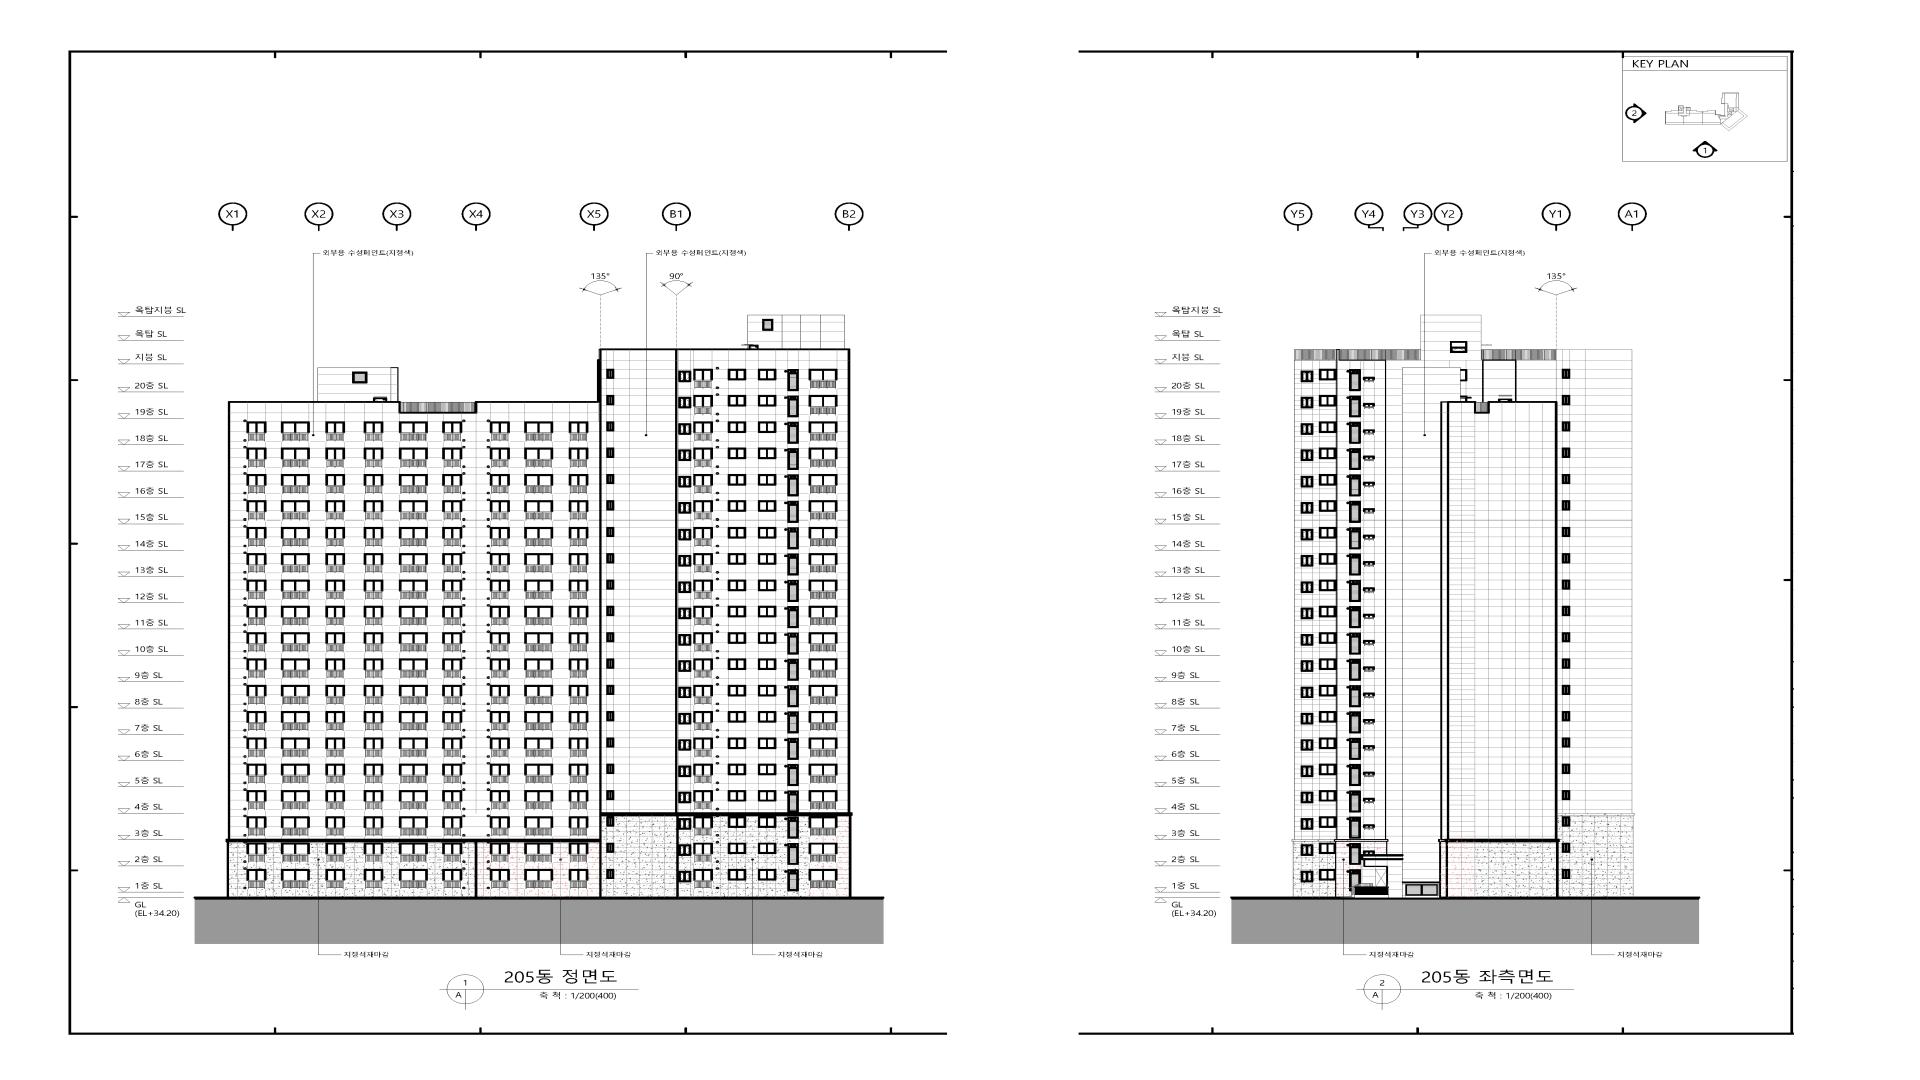 KEY PLAN
2
1
X1 X2 X3 X4 X5 B1 B2
외부용 수성페인트(지정색) 외부용 수성페인트(지정색)
135° 90°
옥탑지붕 SL
옥탑 SL
지붕 SL
20층 SL
19층 SL
18층 SL
17층 SL
16층 SL
15층 SL
14층 SL
13층 SL
12층 SL
11층 SL
10층 SL
9층 SL
8층 SL
7층 SL
6층 SL
5층 SL
4층 SL
3층 SL
2층 SL
1층 SL
GL
(EL+34.20)
지정석재마감 지정석재마감 지정석재마감
1
A
205동 정면도
축 척 : 1/200(400)
Y5 Y4 Y3 Y2 Y1 A1
외부용 수성페인트(지정색)
135°
옥탑지붕 SL
옥탑 SL
지붕 SL
20층 SL
19층 SL
18층 SL
17층 SL
16층 SL
15층 SL
14층 SL
13층 SL
12층 SL
11층 SL
10층 SL
9층 SL
8층 SL
7층 SL
6층 SL
5층 SL
4층 SL
3층 SL
2층 SL
1층 SL
GL
(EL+34.20)
지정석재마감 지정석재마감
2
A
205동 좌측면도
축 척 : 1/200(400)